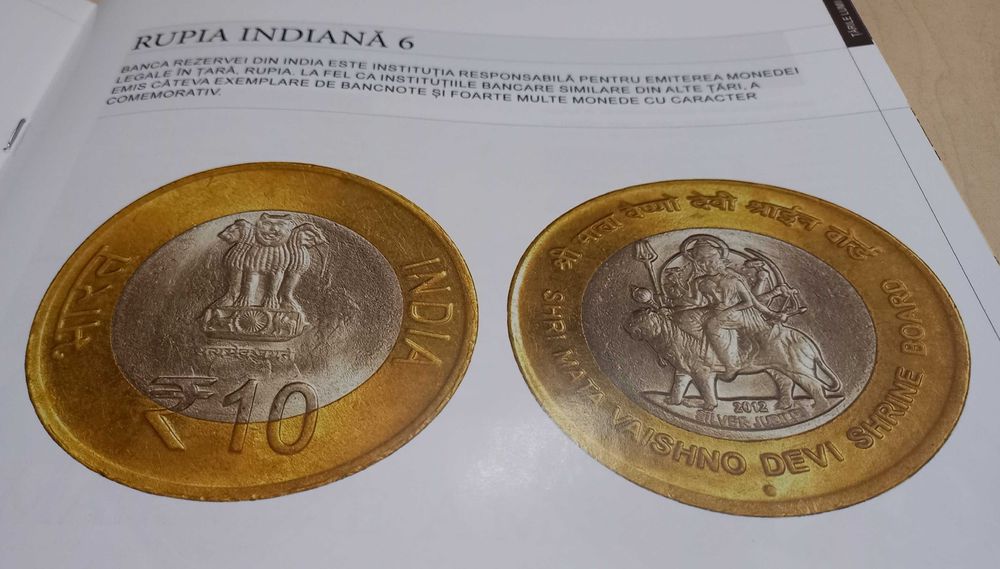 RUPIA INDIANĂ 6
BANCA REZERVEI DIN INDIA ESTE INSTITUȚIA RESPONSABILĂ PENTRU EMITEREA MONEDEI
LEGALE ÎN ȚARĂ, RUPIA. LA FEL CA INSTITUȚIILE BANCARE SIMILARE DIN ALTE ȚĂRI, A
EMIS CÂTEVA EXEMPLARE DE BANCNOTE ȘI FOARTE MULTE MONEDE CU CARACTER
COMEMORATIV.
भारत
INDIA
सत्यमेव जयते
₹ 10
श्री माता वैष्णो देवी श्राईन बोर्ड
SHRI MATA VAISHNO DEVI SHRINE BOARD
2012
SILVER JUBILEE